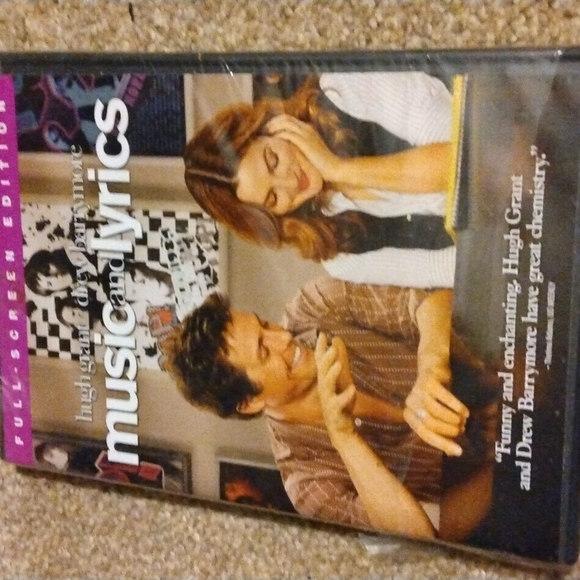 FULL-SCREEN EDITION
hugh grant drew barrymore
music and lyrics
"Funny and enchanting. Hugh Grant
and Drew Barrymore have great chemistry."